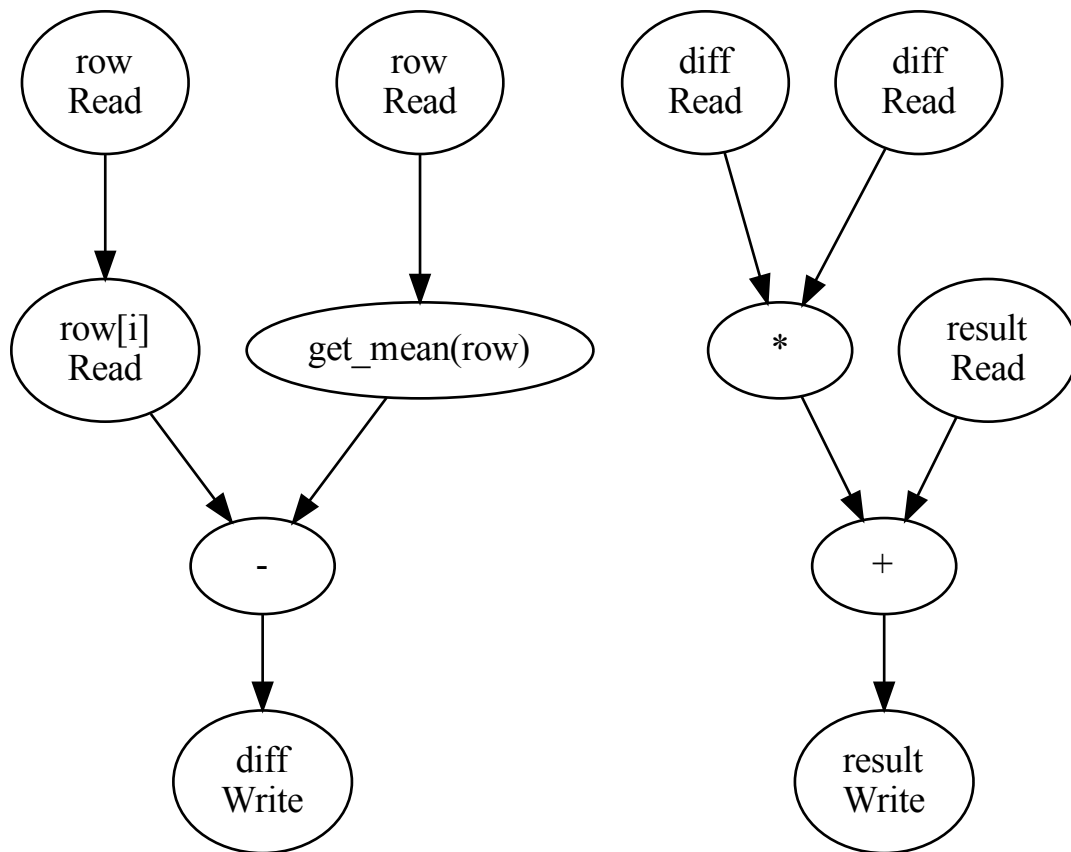 row
Read
row
Read
diff
Read
diff
Read
row[i]
Read
get_mean(row)
*
result
Read
-
+
diff
Write
result
Write